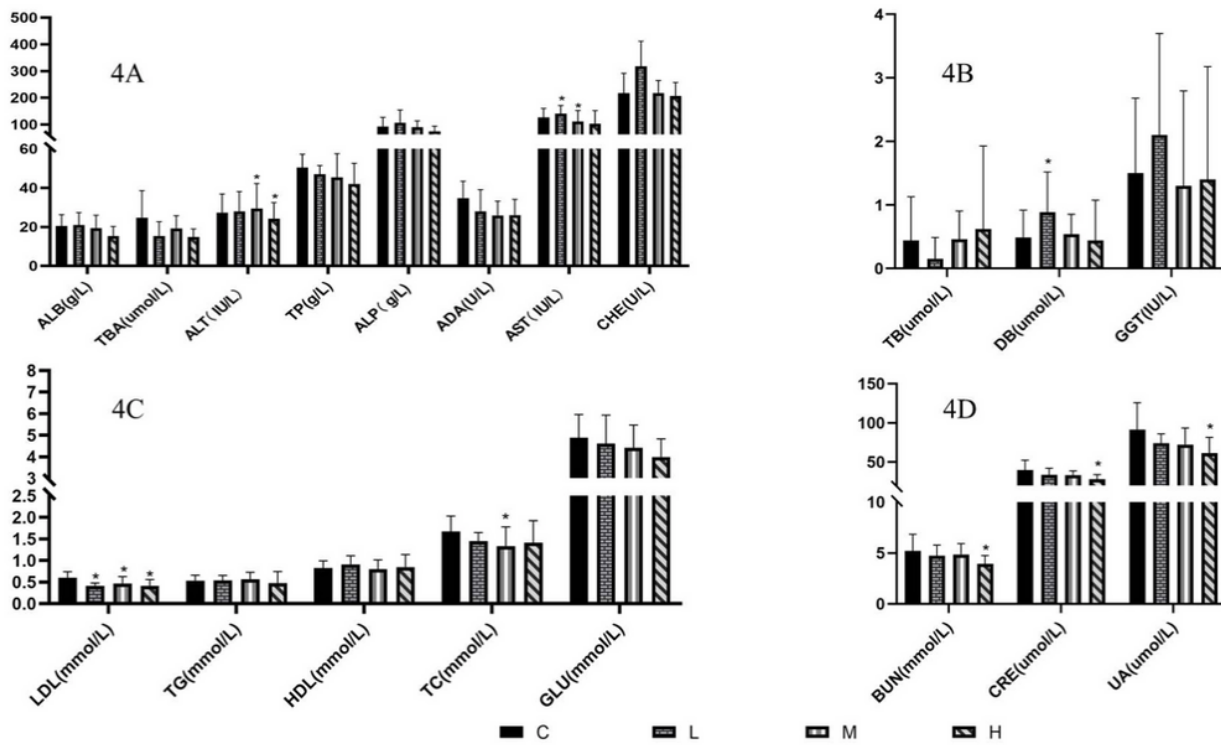 500
400
300
200
100
60
40
20
0
4A
*
*
*
*
ALB(g/L)
TBA(umol/L)
ALT( IU/L)
TP(g/L)
ALP( g/L)
ADA(U/L)
AST( IU/L)
CHE(U/L)
4
3
2
1
0
4B
*
TB(umol/L)
DB(umol/L)
GGT(IU/L)
8
7
6
5
4
3
2.5
2.0
1.5
1.0
0.5
0.0
4C
*
*
*
*
LDL(mmol/L)
TG(mmol/L)
HDL(mmol/L)
TC(mmol/L)
GLU(mmol/L)
150
100
50
10
5
0
4D
*
*
*
BUN(mmol/L)
CRE(umol/L)
UA(umol/L)
C L M H